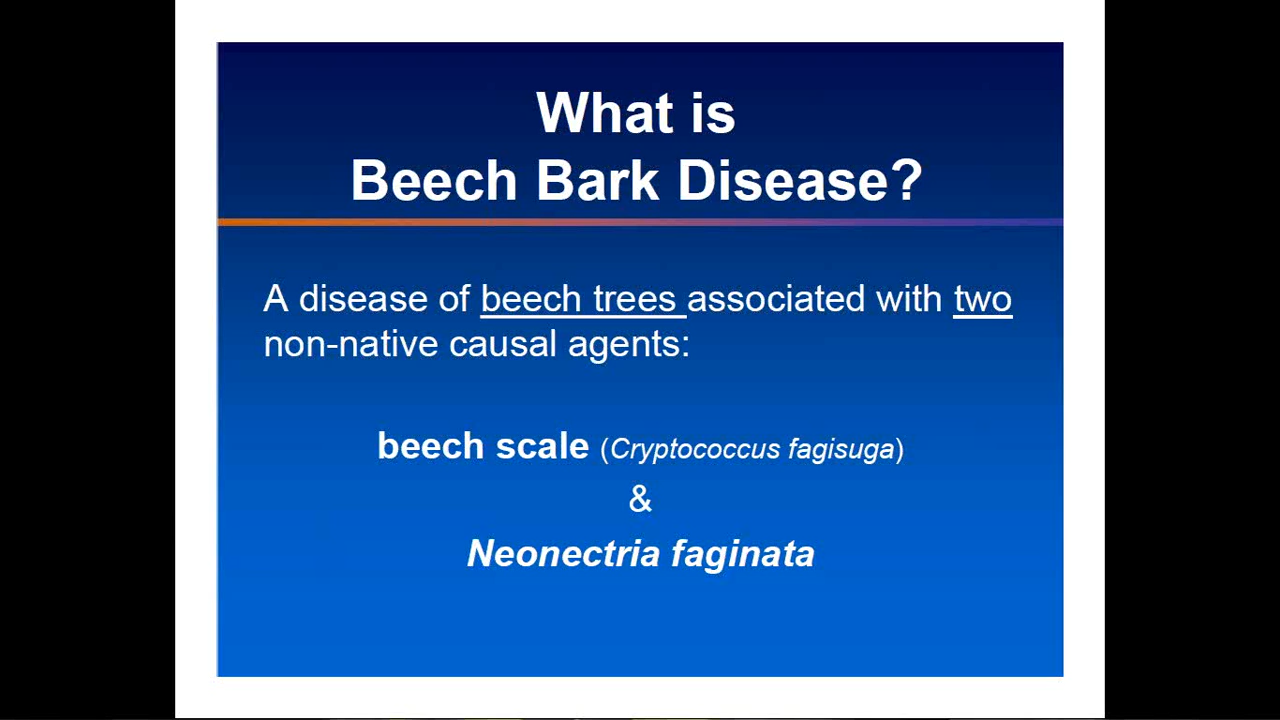 What is
Beech Bark Disease?
A disease of beech trees associated with two
non-native causal agents:
beech scale (Cryptococcus fagisuga)
&
Neonectria faginata